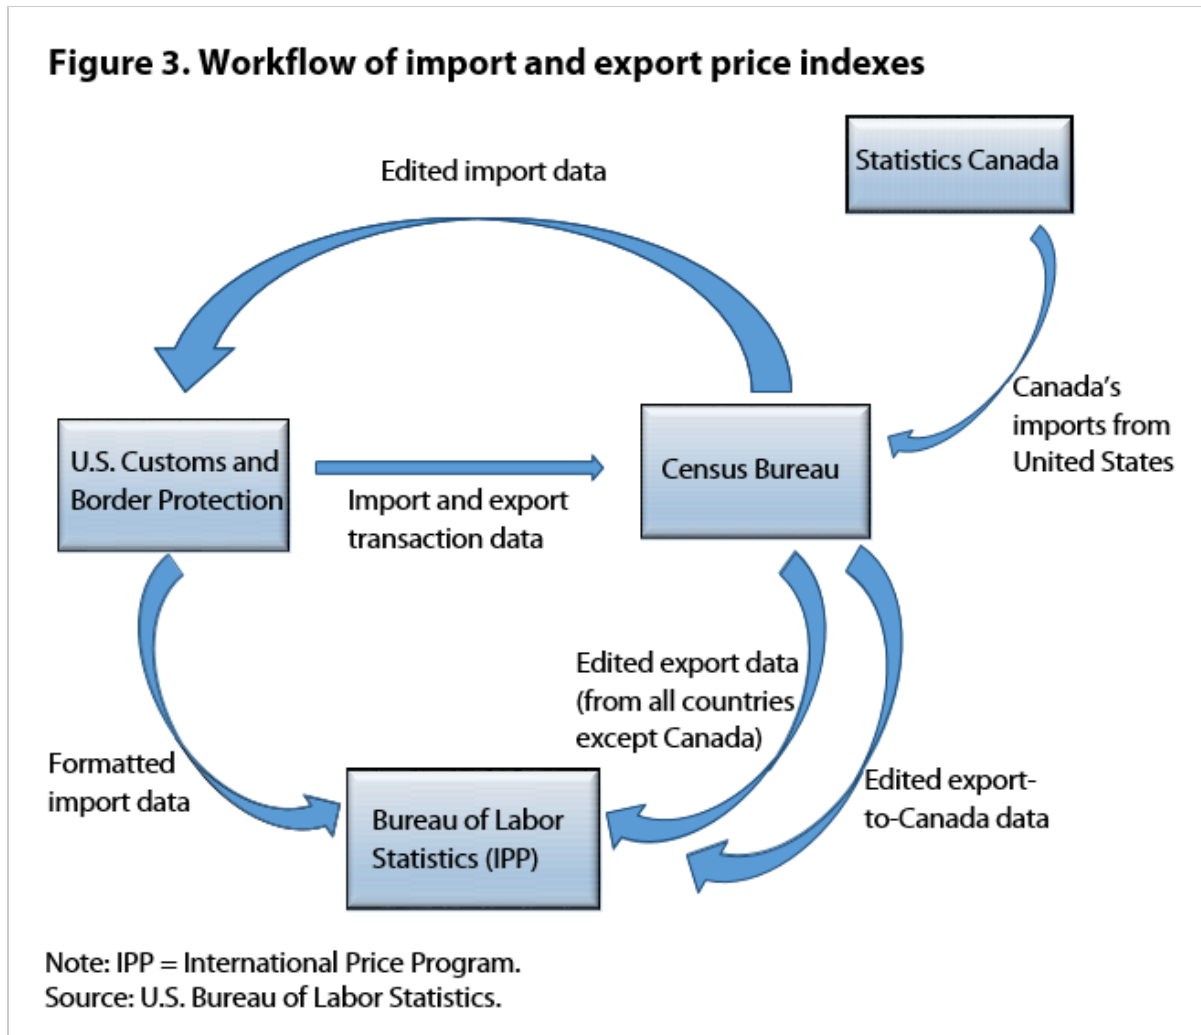 Figure 3. Workflow of import and export price indexes
Statistics Canada
Edited import data
Canada's
imports from
United States
U.S. Customs and
Border Protection
Census Bureau
Import and export
transaction data
Edited export data
(from all countries
except Canada)
Formatted
import data
Edited export-
to-Canada data
Bureau of Labor
Statistics (IPP)
Note: IPP = International Price Program.
Source: U.S. Bureau of Labor Statistics.